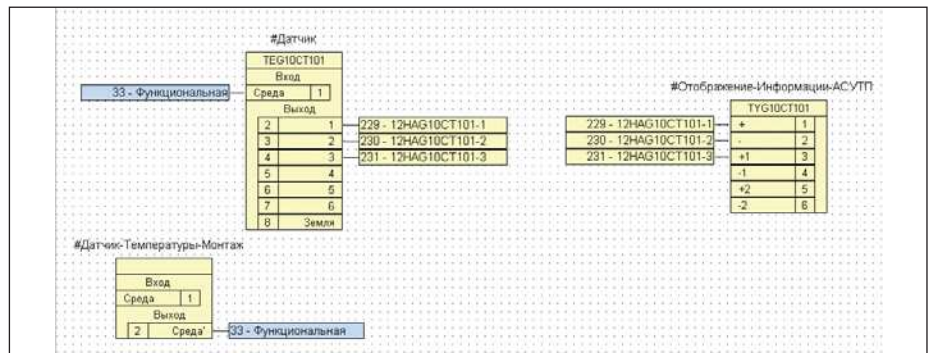 #Датчик
TEG10CT101
Вход
33 - Функциональная
Среда 1
Выход
2 1 229 - 12HAG10CT101-1
3 2 230 - 12HAG10CT101-2
4 3 231 - 12HAG10CT101-3
5 4
6 5
7 6
8 Земля
#Отображение-Информации-АСУТП
TYG10CT101
229 - 12HAG10CT101-1 + 1
230 - 12HAG10CT101-2 - 2
231 - 12HAG10CT101-3 +1 3
-1 4
+2 5
-2 6
#Датчик-Температуры-Монтаж
Вход
Среда 1
Выход
2 Среда' 33 - Функциональная